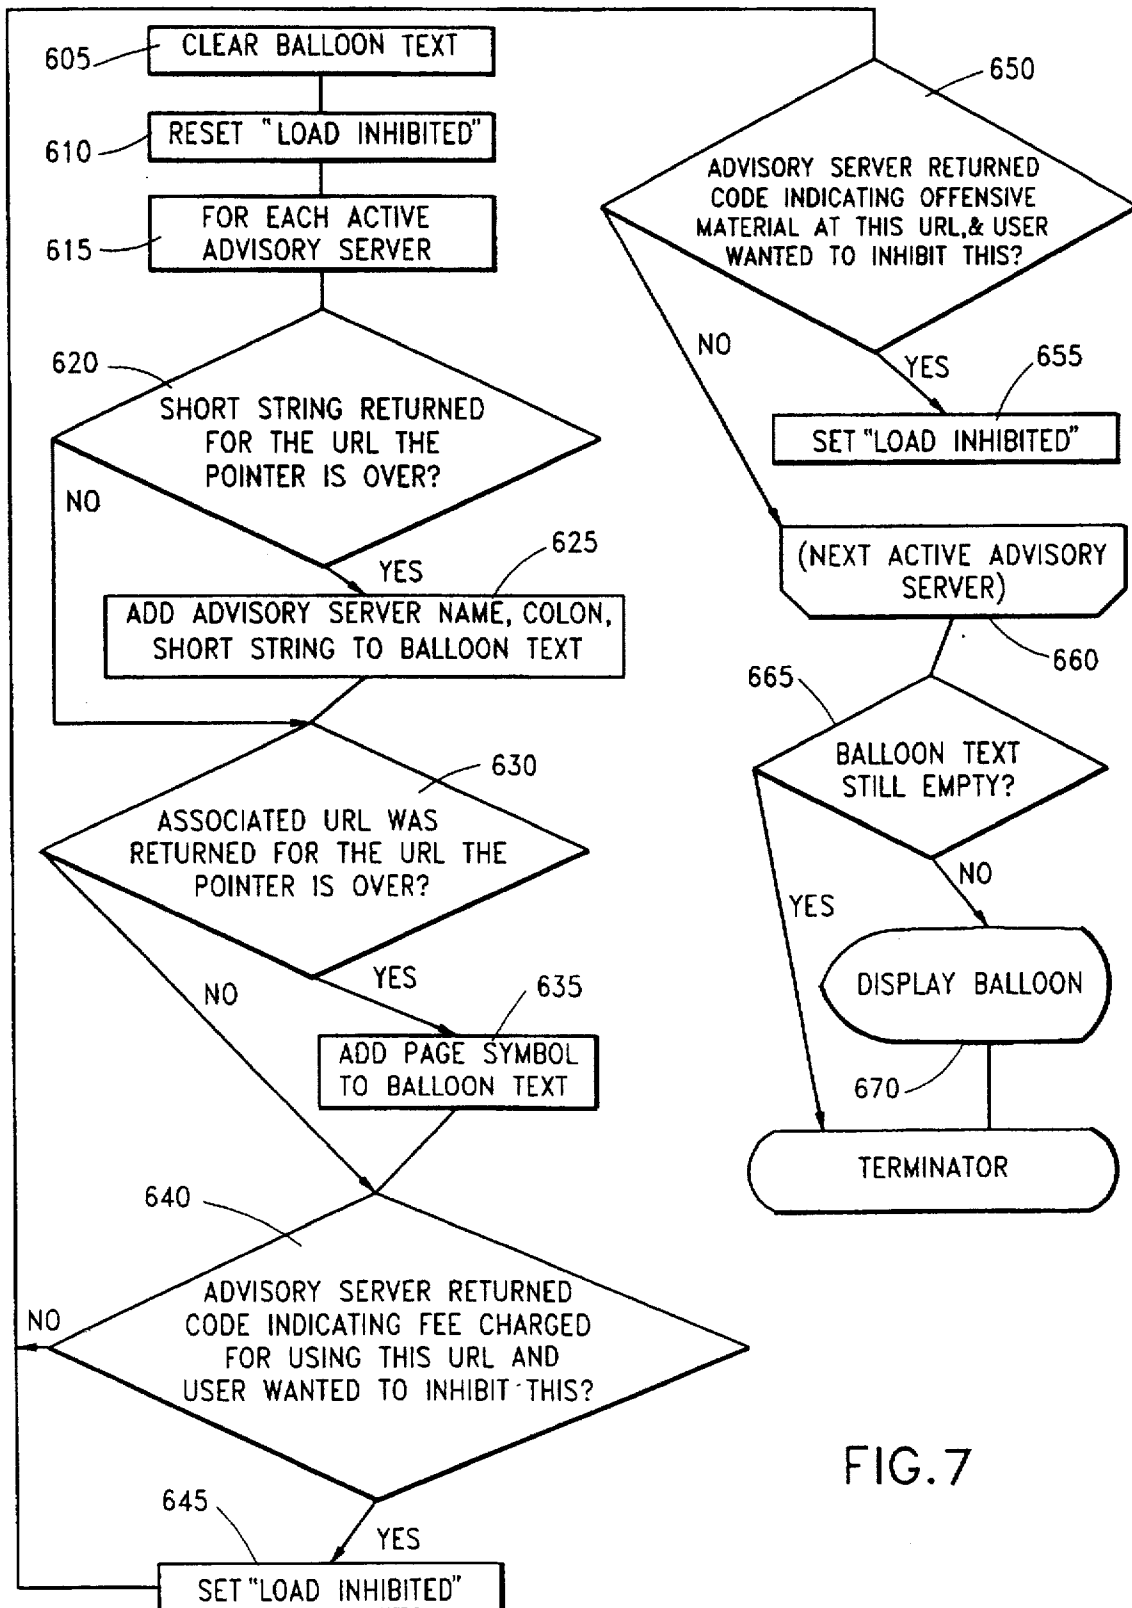 605
CLEAR BALLOON TEXT
610
RESET "LOAD INHIBITED"
615
FOR EACH ACTIVE
ADVISORY SERVER
620
SHORT STRING RETURNED
FOR THE URL THE
POINTER IS OVER?
NO
YES
625
ADD ADVISORY SERVER NAME, COLON,
SHORT STRING TO BALLOON TEXT
630
ASSOCIATED URL WAS
RETURNED FOR THE URL THE
POINTER IS OVER?
NO
YES
635
ADD PAGE SYMBOL
TO BALLOON TEXT
640
ADVISORY SERVER RETURNED
CODE INDICATING FEE CHARGED
FOR USING THIS URL AND
USER WANTED TO INHIBIT THIS?
NO
YES
645
SET "LOAD INHIBITED"
650
ADVISORY SERVER RETURNED
CODE INDICATING OFFENSIVE
MATERIAL AT THIS URL,& USER
WANTED TO INHIBIT THIS?
NO
YES
655
SET "LOAD INHIBITED"
(NEXT ACTIVE ADVISORY
SERVER)
660
665
BALLOON TEXT
STILL EMPTY?
YES
NO
DISPLAY BALLOON
670
TERMINATOR
FIG.7